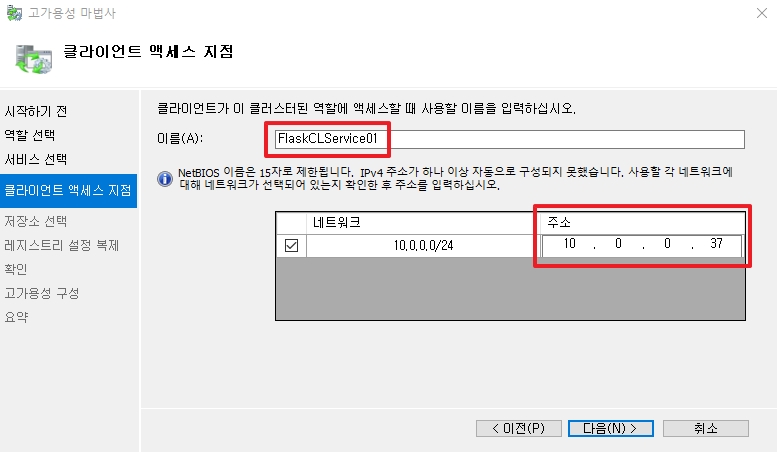 고가용성 마법사
클라이언트 액세스 지점
시작하기 전
역할 선택
서비스 선택
클라이언트 액세스 지점
저장소 선택
레지스트리 설정 복제
확인
고가용성 구성
요약
클라이언트가 이 클러스터된 역할에 액세스할 때 사용할 이름을 입력하십시오.
이름(A): FlaskCLService01
NetBIOS 이름은 15자로 제한됩니다. IPv4 주소가 하나 이상 자동으로 구성되지 못했습니다. 사용할 각 네트워크에
대해 네트워크가 선택되어 있는지 확인한 후 주소를 입력하십시오.
네트워크 주소
10.0.0.0/24 10 . 0 . 0 . 37
< 이전(P) 다음(N) > 취소